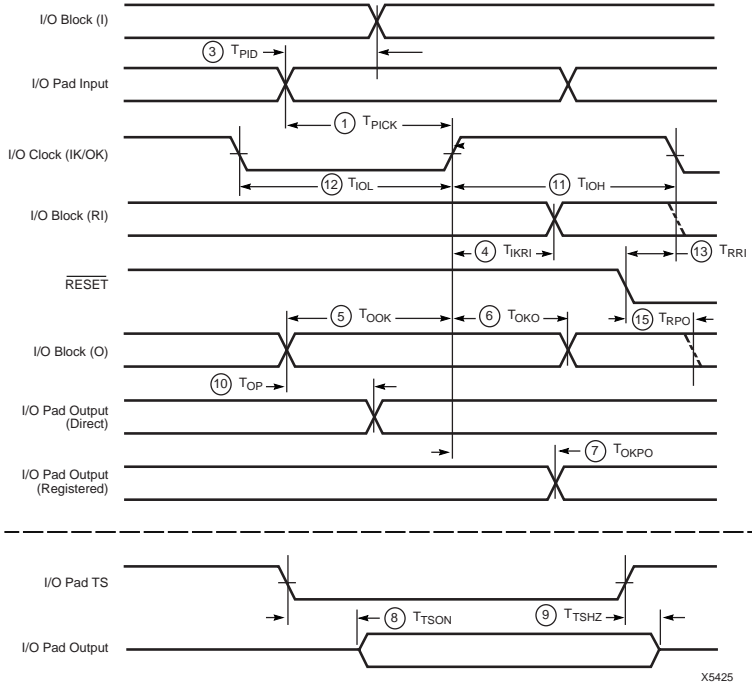 I/O Block (I)
③ TPID
I/O Pad Input
① TPICK
I/O Clock (IK/OK)
⑫ TIOL
⑪ TIOH
I/O Block (RI)
④ TIKRI
⑬ TRRI
RESET
⑤ TOOK
⑥ TOKO
⑮ TRPO
I/O Block (O)
⑩ TOP
I/O Pad Output
(Direct)
⑦ TOKPO
I/O Pad Output
(Registered)
I/O Pad TS
⑧ TTSON
⑨ TTSHZ
I/O Pad Output
X5425